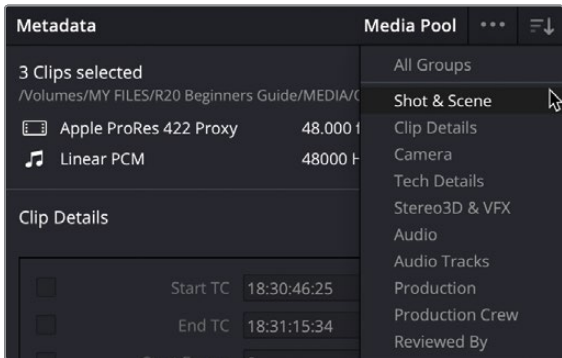 Metadata
Media Pool
3 Clips selected
/Volumes/MY FILES/R20 Beginners Guide/MEDIA/
Apple ProRes 422 Proxy
48.000
Linear PCM
48000 H
Clip Details
Start TC 18:30:46:25
End TC 18:31:15:34
All Groups
Shot & Scene
Clip Details
Camera
Tech Details
Stereo3D & VFX
Audio
Audio Tracks
Production
Production Crew
Reviewed By